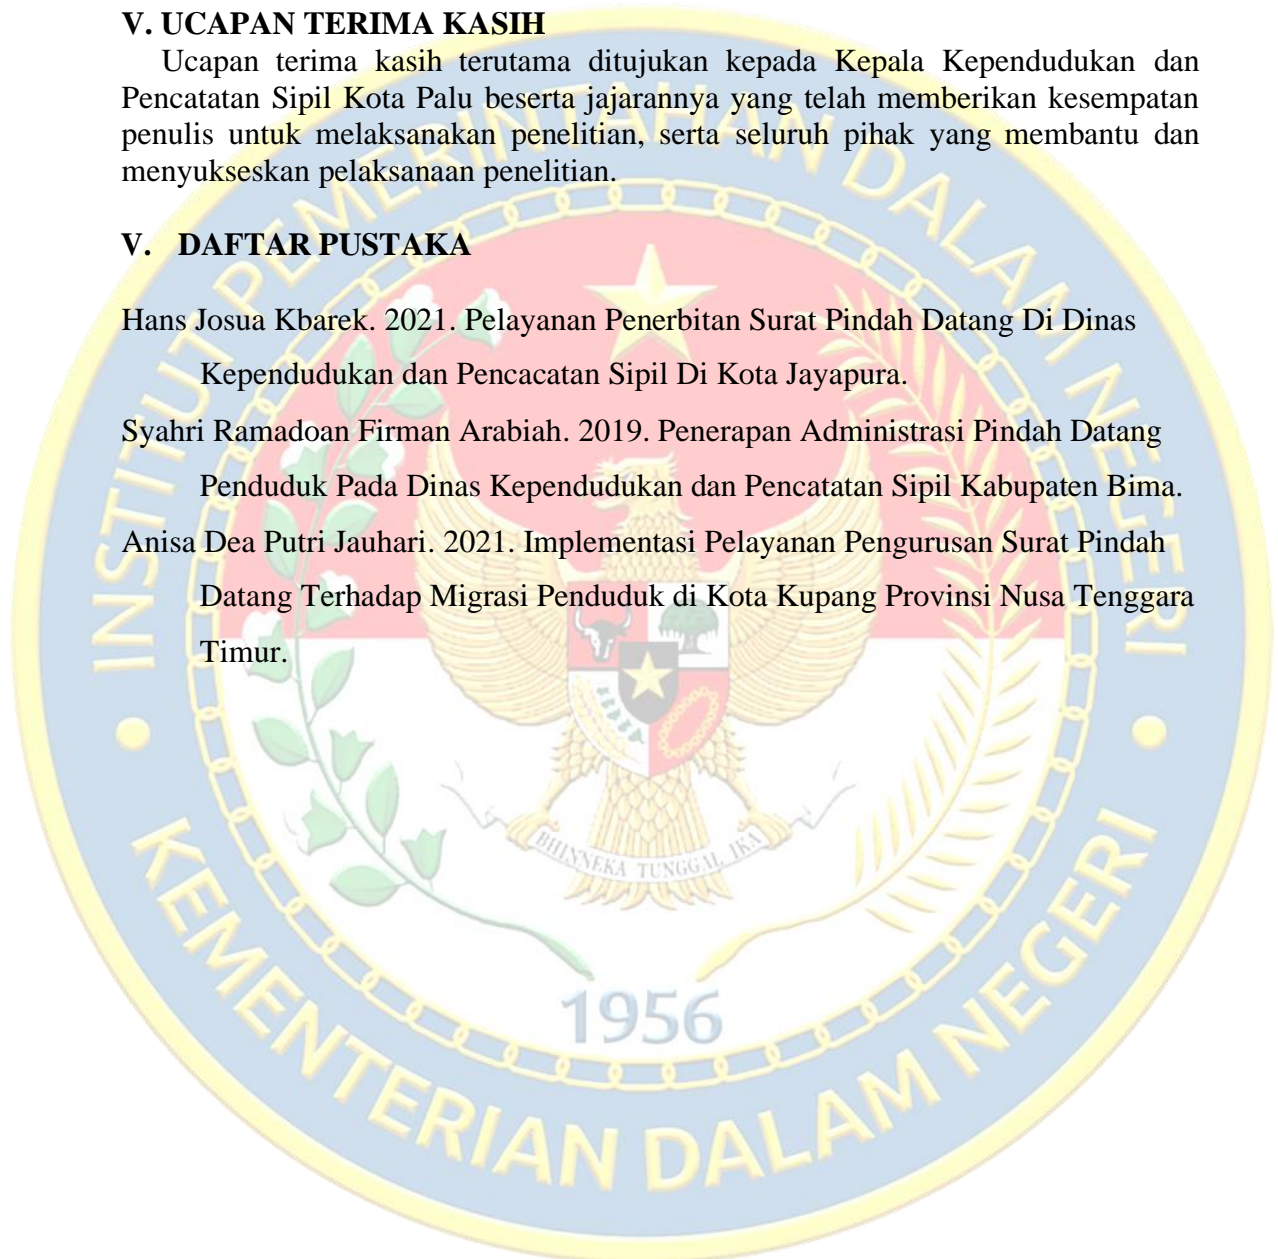 V. UCAPAN TERIMA KASIH
Ucapan terima kasih terutama ditujukan kepada Kepala Kependudukan dan
Pencatatan Sipil Kota Palu beserta jajarannya yang telah memberikan kesempatan
penulis untuk melaksanakan penelitian, serta seluruh pihak yang membantu dan
menyukseskan pelaksanaan penelitian.
V. DAFTAR PUSTAKA
Hans Josua Kbarek. 2021. Pelayanan Penerbitan Surat Pindah Datang Di Dinas
Kependudukan dan Pencacatan Sipil Di Kota Jayapura.
Syahri Ramadoan Firman Arabiah. 2019. Penerapan Administrasi Pindah Datang
Penduduk Pada Dinas Kependudukan dan Pencatatan Sipil Kabupaten Bima.
Anisa Dea Putri Jauhari. 2021. Implementasi Pelayanan Pengurusan Surat Pindah
Datang Terhadap Migrasi Penduduk di Kota Kupang Provinsi Nusa Tenggara
Timur.
INSTITUT PEMERINTAHAN DALAM NEGERI
BHINNEKA TUNGGAL IKA
1956
KEMENTERIAN DALAM NEGERI